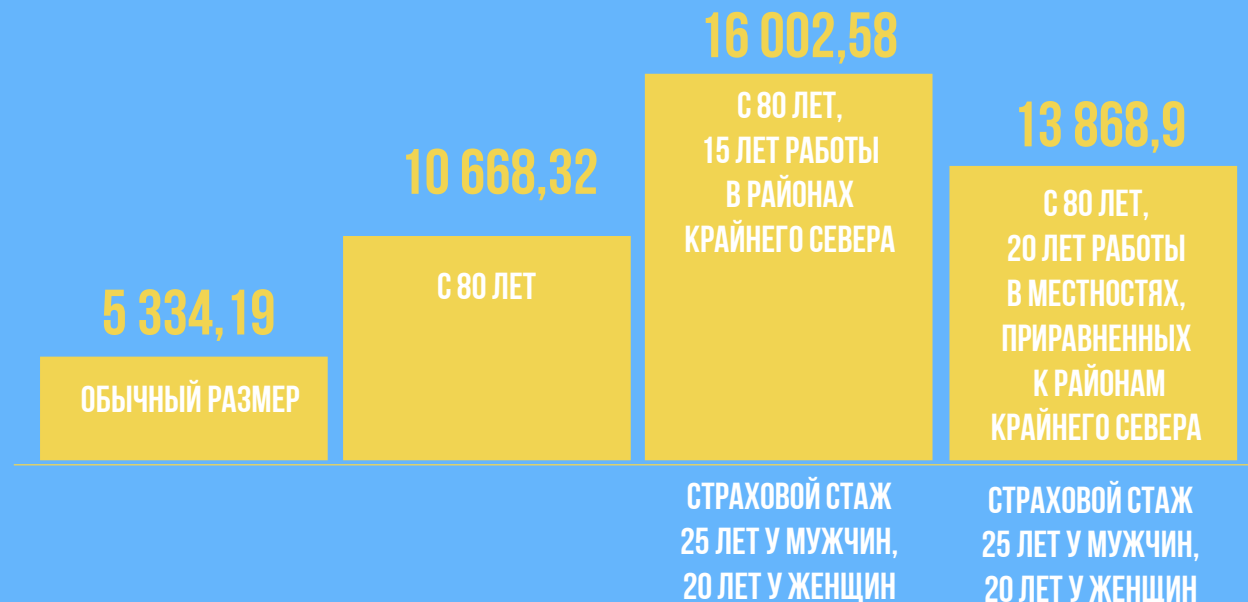 5 334,19
ОБЫЧНЫЙ РАЗМЕР
10 668,32
С 80 ЛЕТ
16 002,58
С 80 ЛЕТ,
15 ЛЕТ РАБОТЫ
В РАЙОНАХ
КРАЙНЕГО СЕВЕРА
СТРАХОВОЙ СТАЖ
25 ЛЕТ У МУЖЧИН,
20 ЛЕТ У ЖЕНЩИН
13 868,9
С 80 ЛЕТ,
20 ЛЕТ РАБОТЫ
В МЕСТНОСТЯХ,
ПРИРАВНЕННЫХ
К РАЙОНАМ
КРАЙНЕГО СЕВЕРА
СТРАХОВОЙ СТАЖ
25 ЛЕТ У МУЖЧИН,
20 ЛЕТ У ЖЕНЩИН